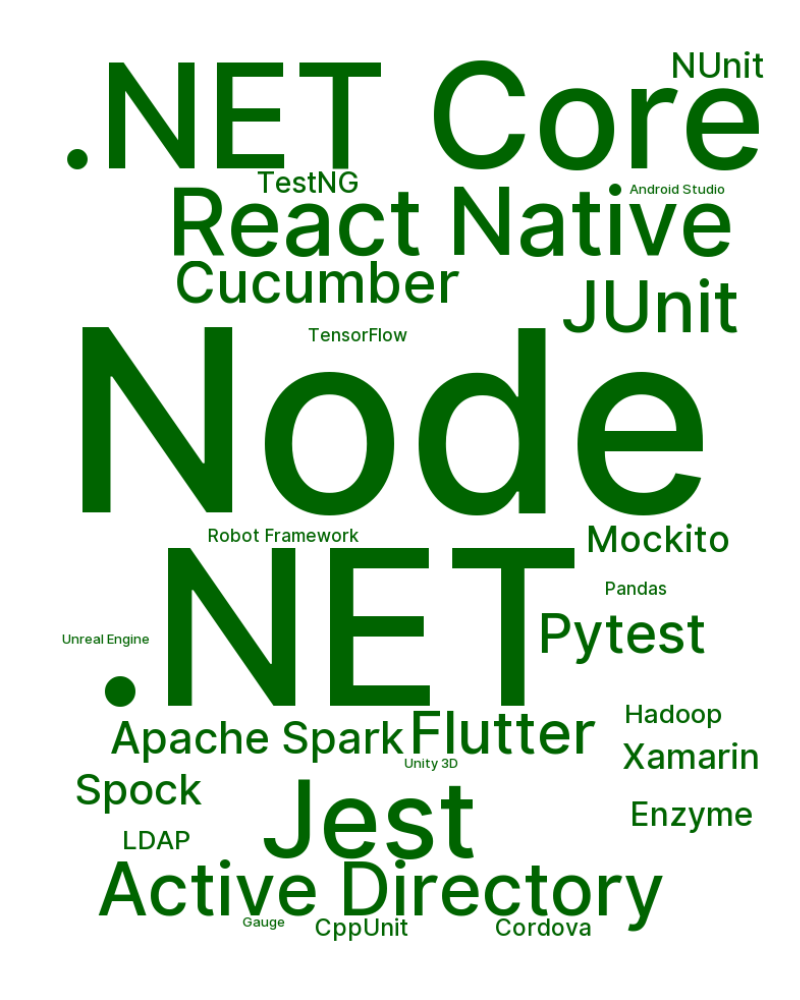 NUnit
.NET Core
TestNG
Android Studio
React Native
Cucumber
JUnit
TensorFlow
Node
Robot Framework
Mockito
.NET
Pandas
Pytest
Unreal Engine
Hadoop
Apache Spark
Flutter
Xamarin
Unity 3D
Spock
Jest
Enzyme
LDAP
Active Directory
Gauge
CppUnit
Cordova